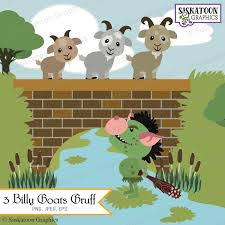 SASKATOON
GRAPHICS
3 Billy Goats Gruff
PNG, JPEG, EPS
© Saskatoon Graphics